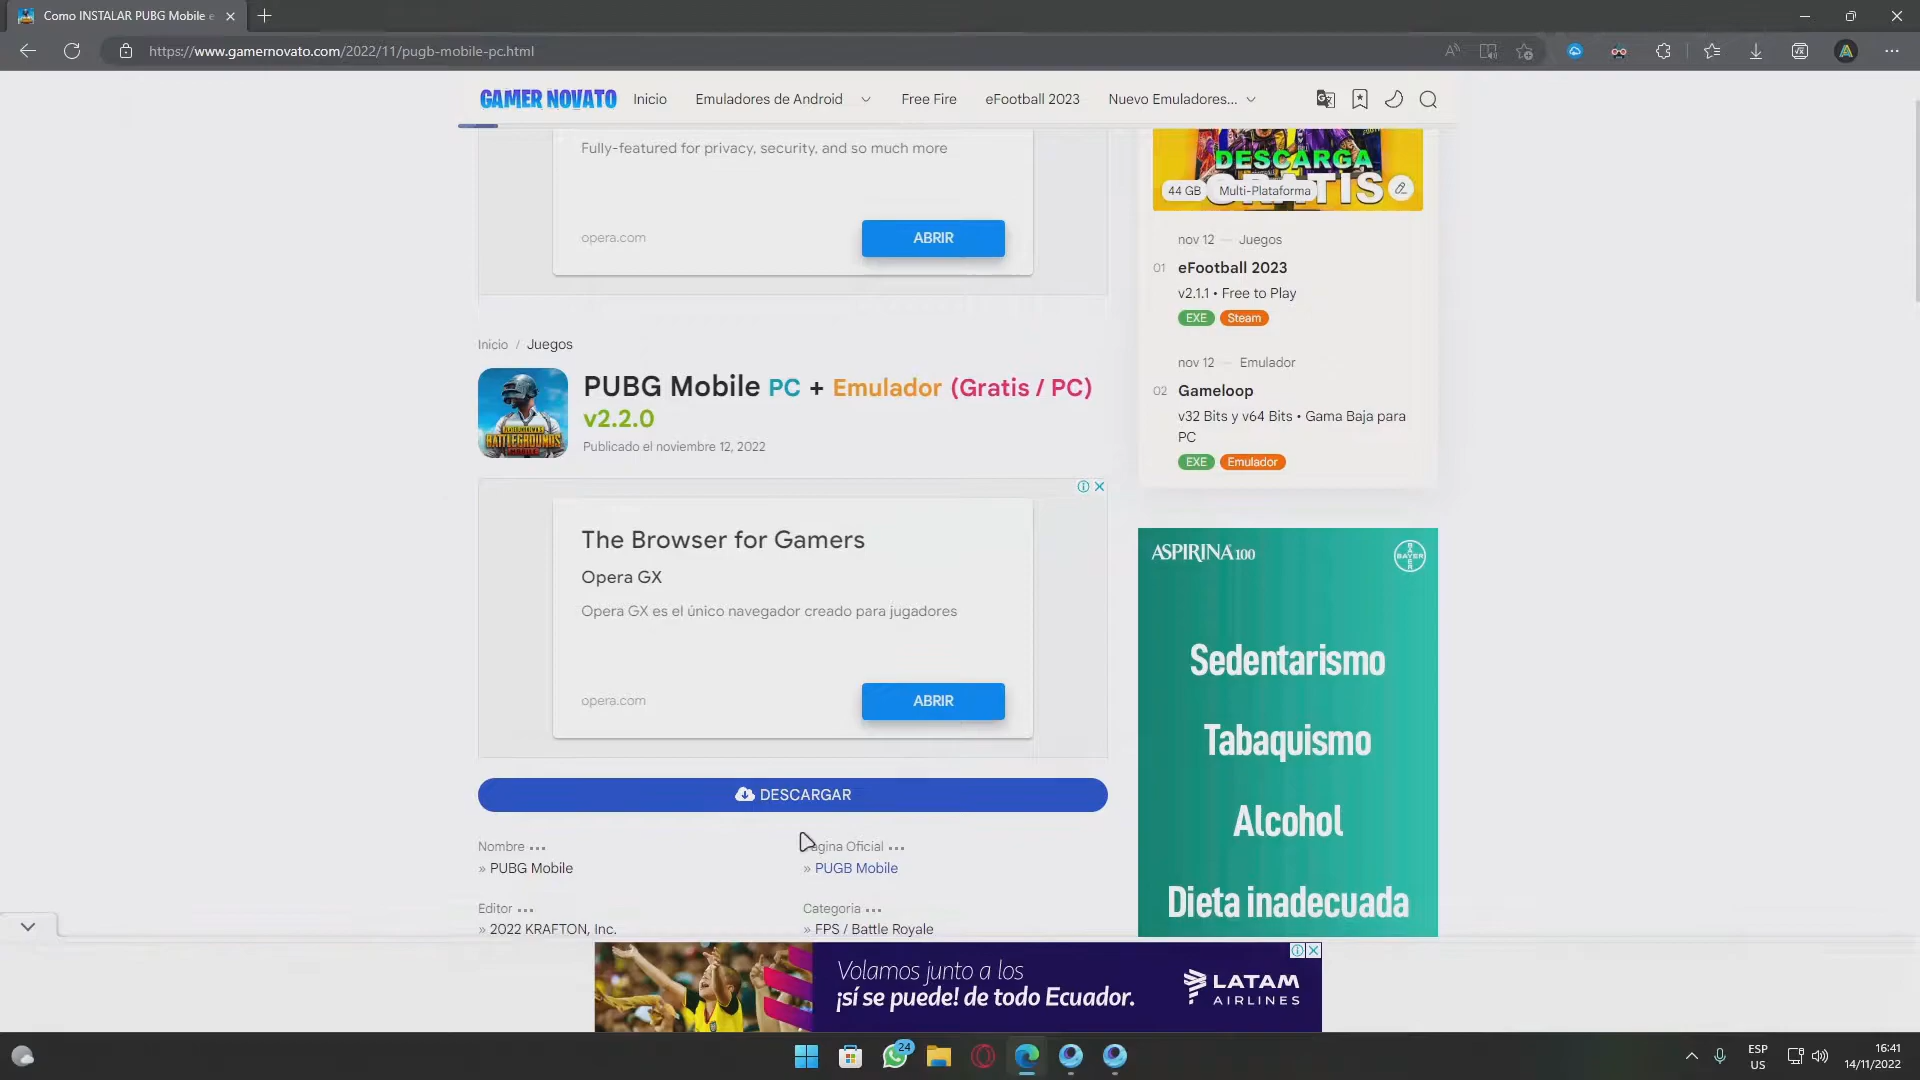 Como INSTALAR PUBG Mobile e
https://www.gamernovato.com/2022/11/pugb-mobile-pc.html
GAMER NOVATO
Inicio
Emuladores de Android
Free Fire
eFootball 2023
Nuevo Emuladores...
Fully-featured for privacy, security, and so much more
opera.com
ABRIR
DESCARGA
GRATIS
44 GB
Multi-Plataforma
nov 12 — Juegos
01 eFootball 2023
v2.1.1 • Free to Play
EXE Steam
nov 12 — Emulador
02 Gameloop
v32 Bits y v64 Bits • Gama Baja para
PC
EXE Emulador
Inicio / Juegos
BATTLEGROUNDS
PUBG Mobile PC + Emulador (Gratis / PC)
v2.2.0
Publicado el noviembre 12, 2022
The Browser for Gamers
Opera GX
Opera GX es el único navegador creado para jugadores
opera.com
ABRIR
DESCARGAR
Nombre •••
» PUBG Mobile
agina Oficial •••
» PUGB Mobile
Editor •••
» 2022 KRAFTON, Inc.
Categoria •••
» FPS / Battle Royale
ASPIRINA 100
BAYER
Sedentarismo
Tabaquismo
Alcohol
Dieta inadecuada
Volamos junto a los
¡sí se puede! de todo Ecuador.
LATAM
AIRLINES
24
ESP
US
16:41
14/11/2022